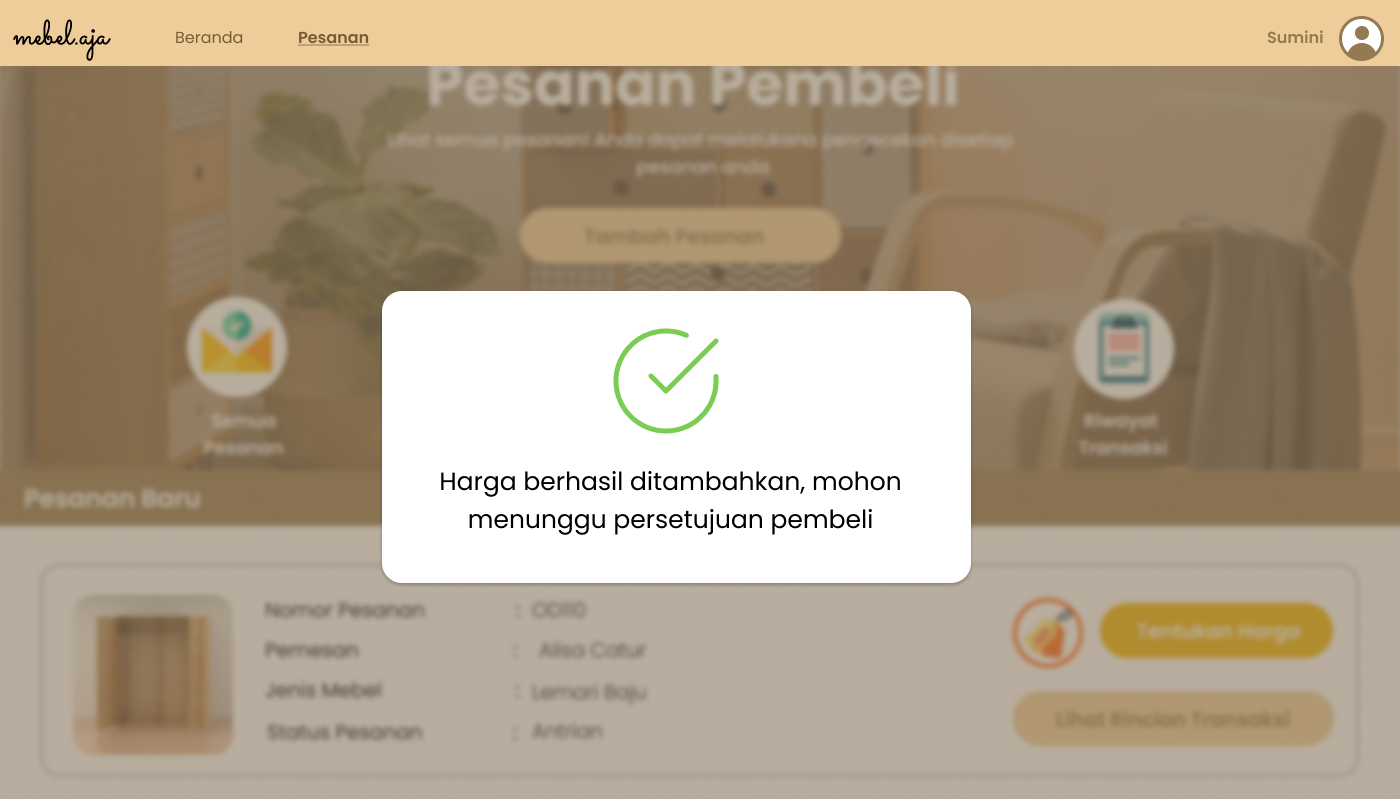 mebel.aja
Beranda
Pesanan
Sumini
Pesanan Pembeli
Lihat semua pesanan! Anda dapat melalukana pengecekan disetiap
pesanan anda
Tambah Pesanan
Semua
Pesanan
Riwayat
Transaksi
Harga berhasil ditambahkan, mohon
menunggu persetujuan pembeli
Pesanan Baru
Nomor Pesanan : OD110
Pemesan : Alisa Catur
Jenis Mebel : Lemari Baju
Status Pesanan : Antrian
Tentukan Harga
Lihat Rincian Transaksi